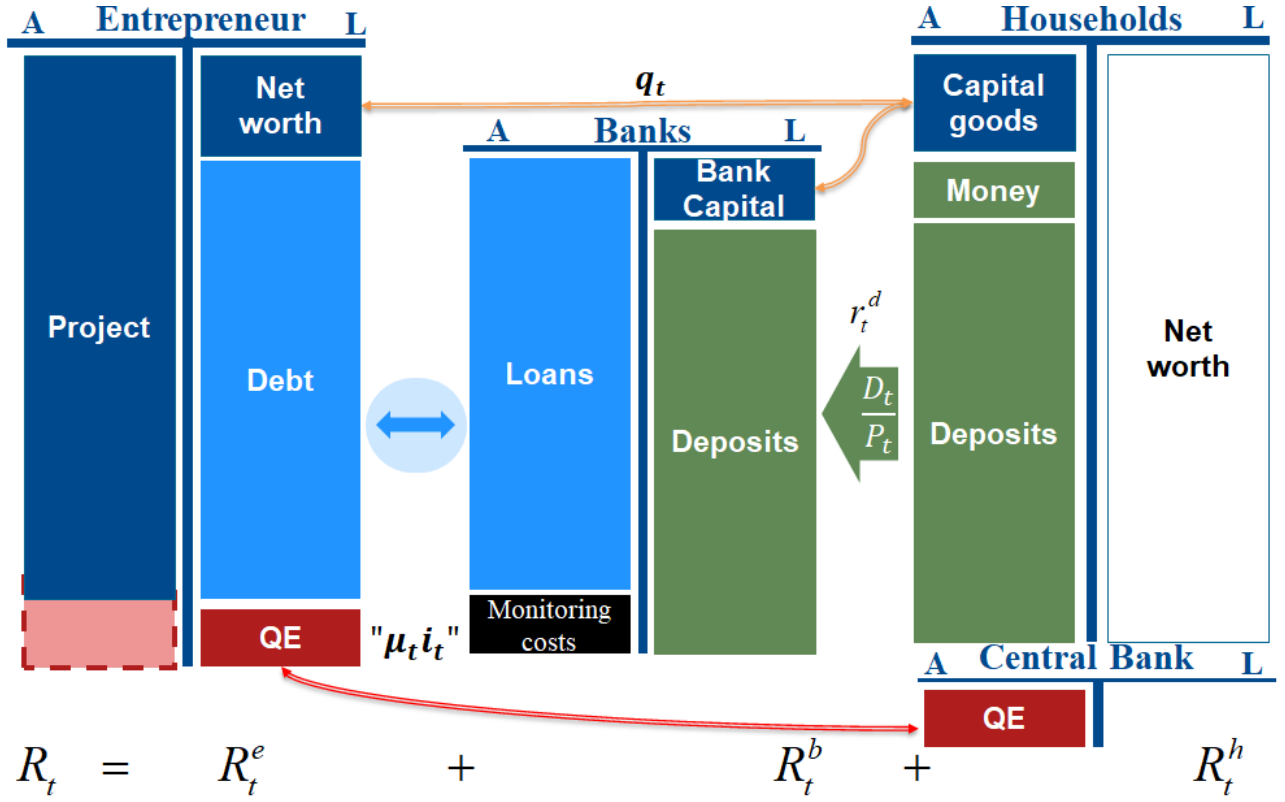 A Entrepreneur L
Households
A L
Net
worth
q_t
Capital
goods
A Banks L
Bank
Capital
Money
Project
Debt
Loans
Deposits
r_t^d
D_t
P_t
Deposits
Net
worth
QE
"μ_t i_t"
Monitoring
costs
A Central Bank L
QE
R_t = R_t^e + R_t^b + R_t^h